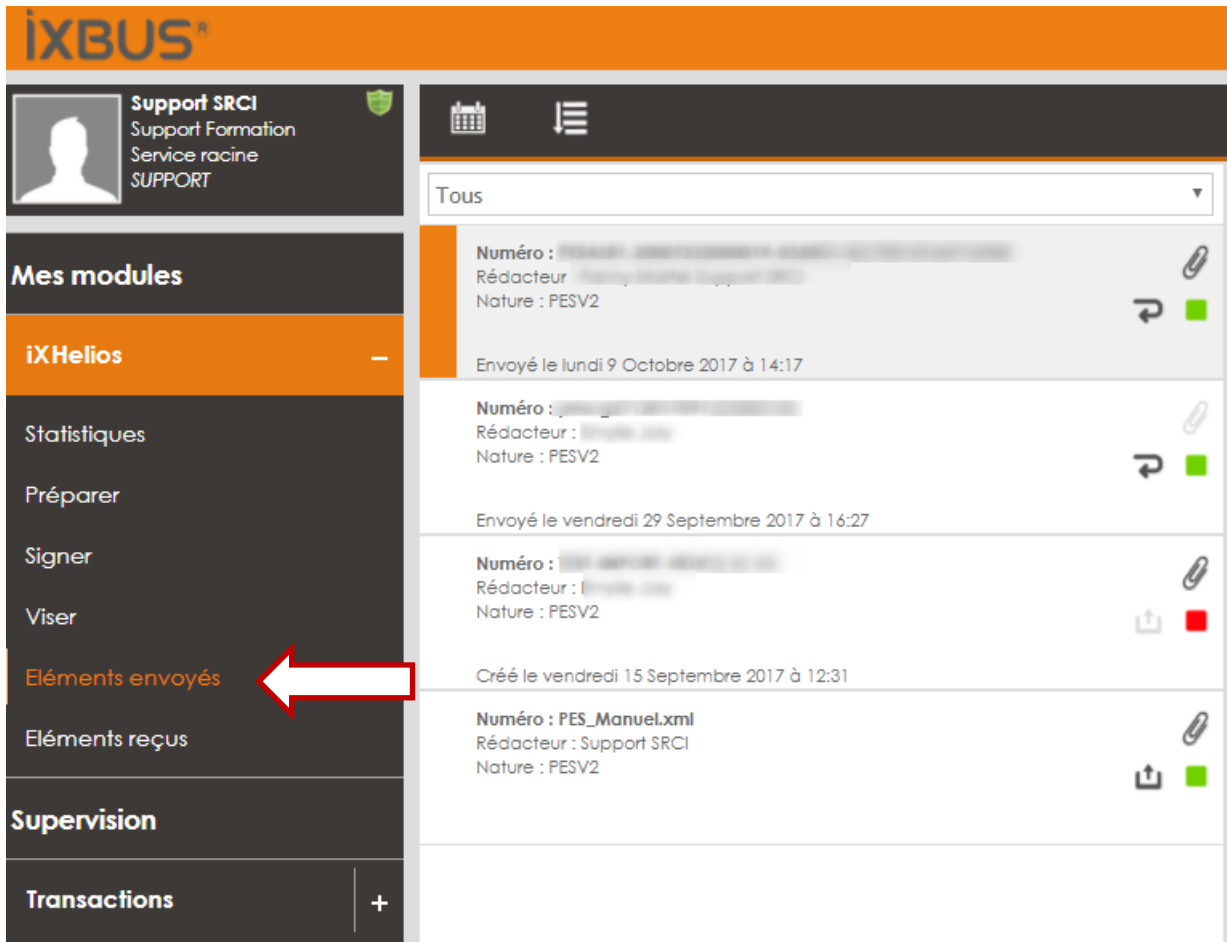 iXBUS®
Support SRCI
Support Formation
Service racine
SUPPORT
Mes modules
iXHelios
Statistiques
Préparer
Signer
Viser
Eléments envoyés
Eléments reçus
Supervision
Transactions
+
Tous
Numéro :
Rédacteur
Nature : PESV2
Envoyé le lundi 9 Octobre 2017 à 14:17
Numéro :
Rédacteur :
Nature : PESV2
Envoyé le vendredi 29 Septembre 2017 à 16:27
Numéro :
Rédacteur :
Nature : PESV2
Créé le vendredi 15 Septembre 2017 à 12:31
Numéro : PES_Manuel.xml
Rédacteur : Support SRCI
Nature : PESV2